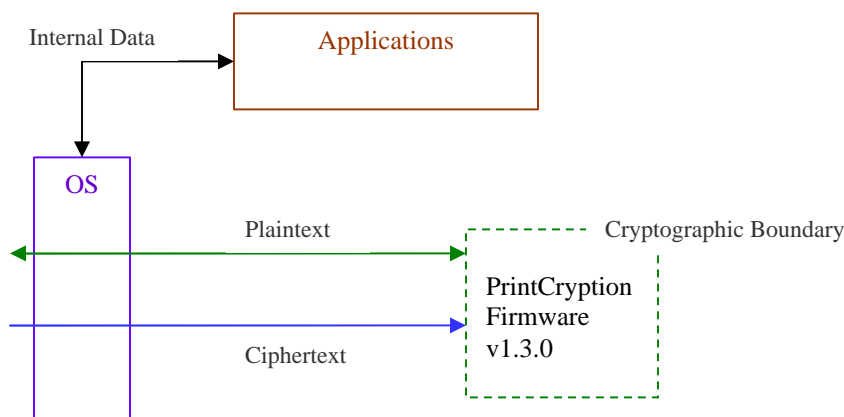 Internal Data
Applications
OS
Plaintext
Cryptographic Boundary
PrintCryption
Firmware
v1.3.0
Ciphertext